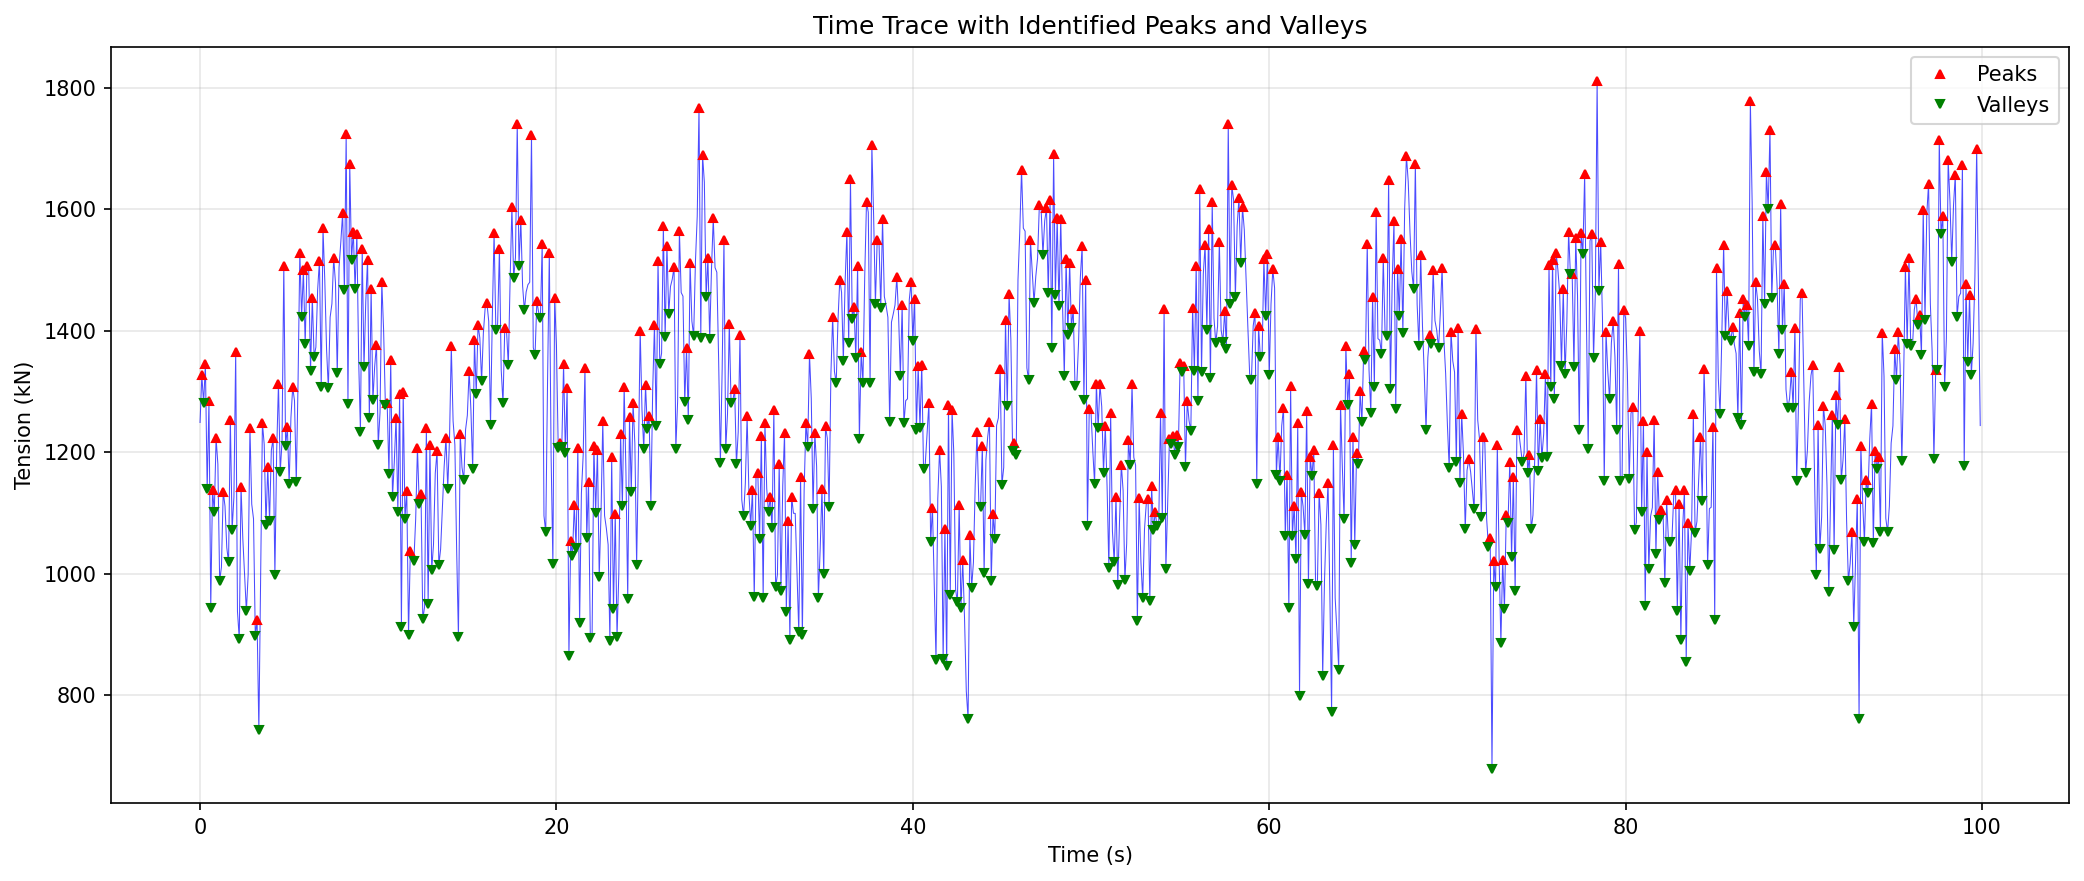 Time Trace with Identified Peaks and Valleys
Peaks
Valleys
Tension (kN)
1800
1600
1400
1200
1000
800
0 20 40 60 80 100
Time (s)